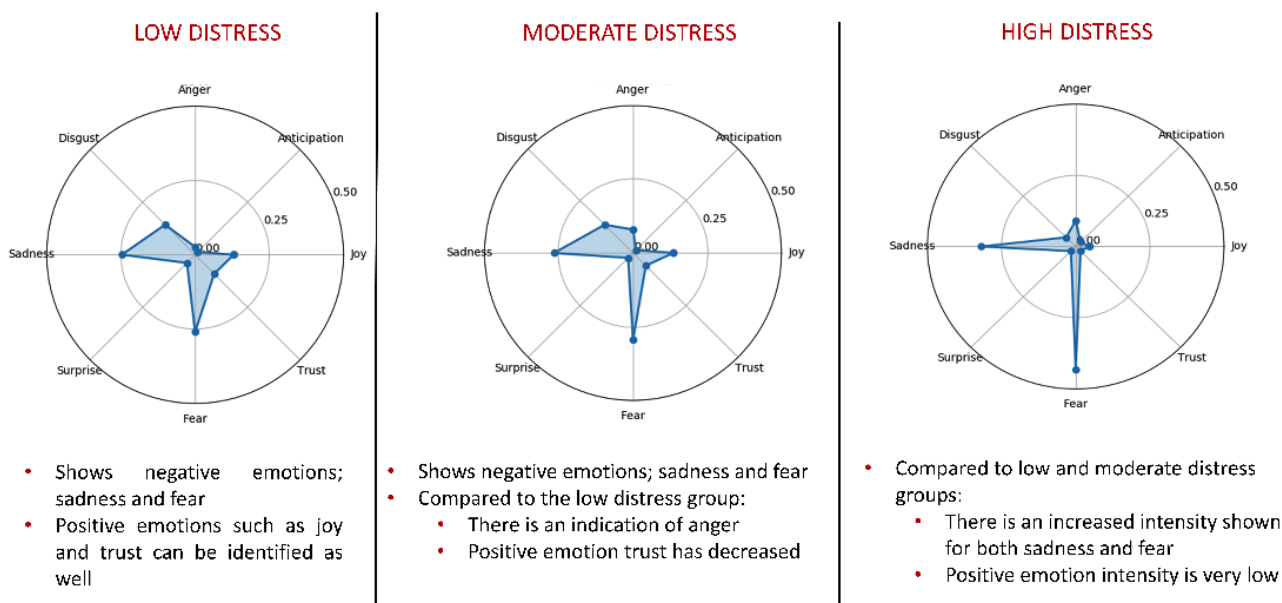 LOW DISTRESS
Anger
Disgust
Anticipation
0.50
0.25
0.00
Sadness
Joy
Surprise
Trust
Fear
• Shows negative emotions;
sadness and fear
• Positive emotions such as joy
and trust can be identified as
well
MODERATE DISTRESS
Anger
Disgust
Anticipation
0.50
0.25
0.00
Sadness
Joy
Surprise
Trust
Fear
• Shows negative emotions; sadness and fear
• Compared to the low distress group:
• There is an indication of anger
• Positive emotion trust has decreased
HIGH DISTRESS
Anger
Disgust
Anticipation
0.50
0.25
0.00
Sadness
Joy
Surprise
Trust
Fear
• Compared to low and moderate distress
groups:
• There is an increased intensity shown
for both sadness and fear
• Positive emotion intensity is very low